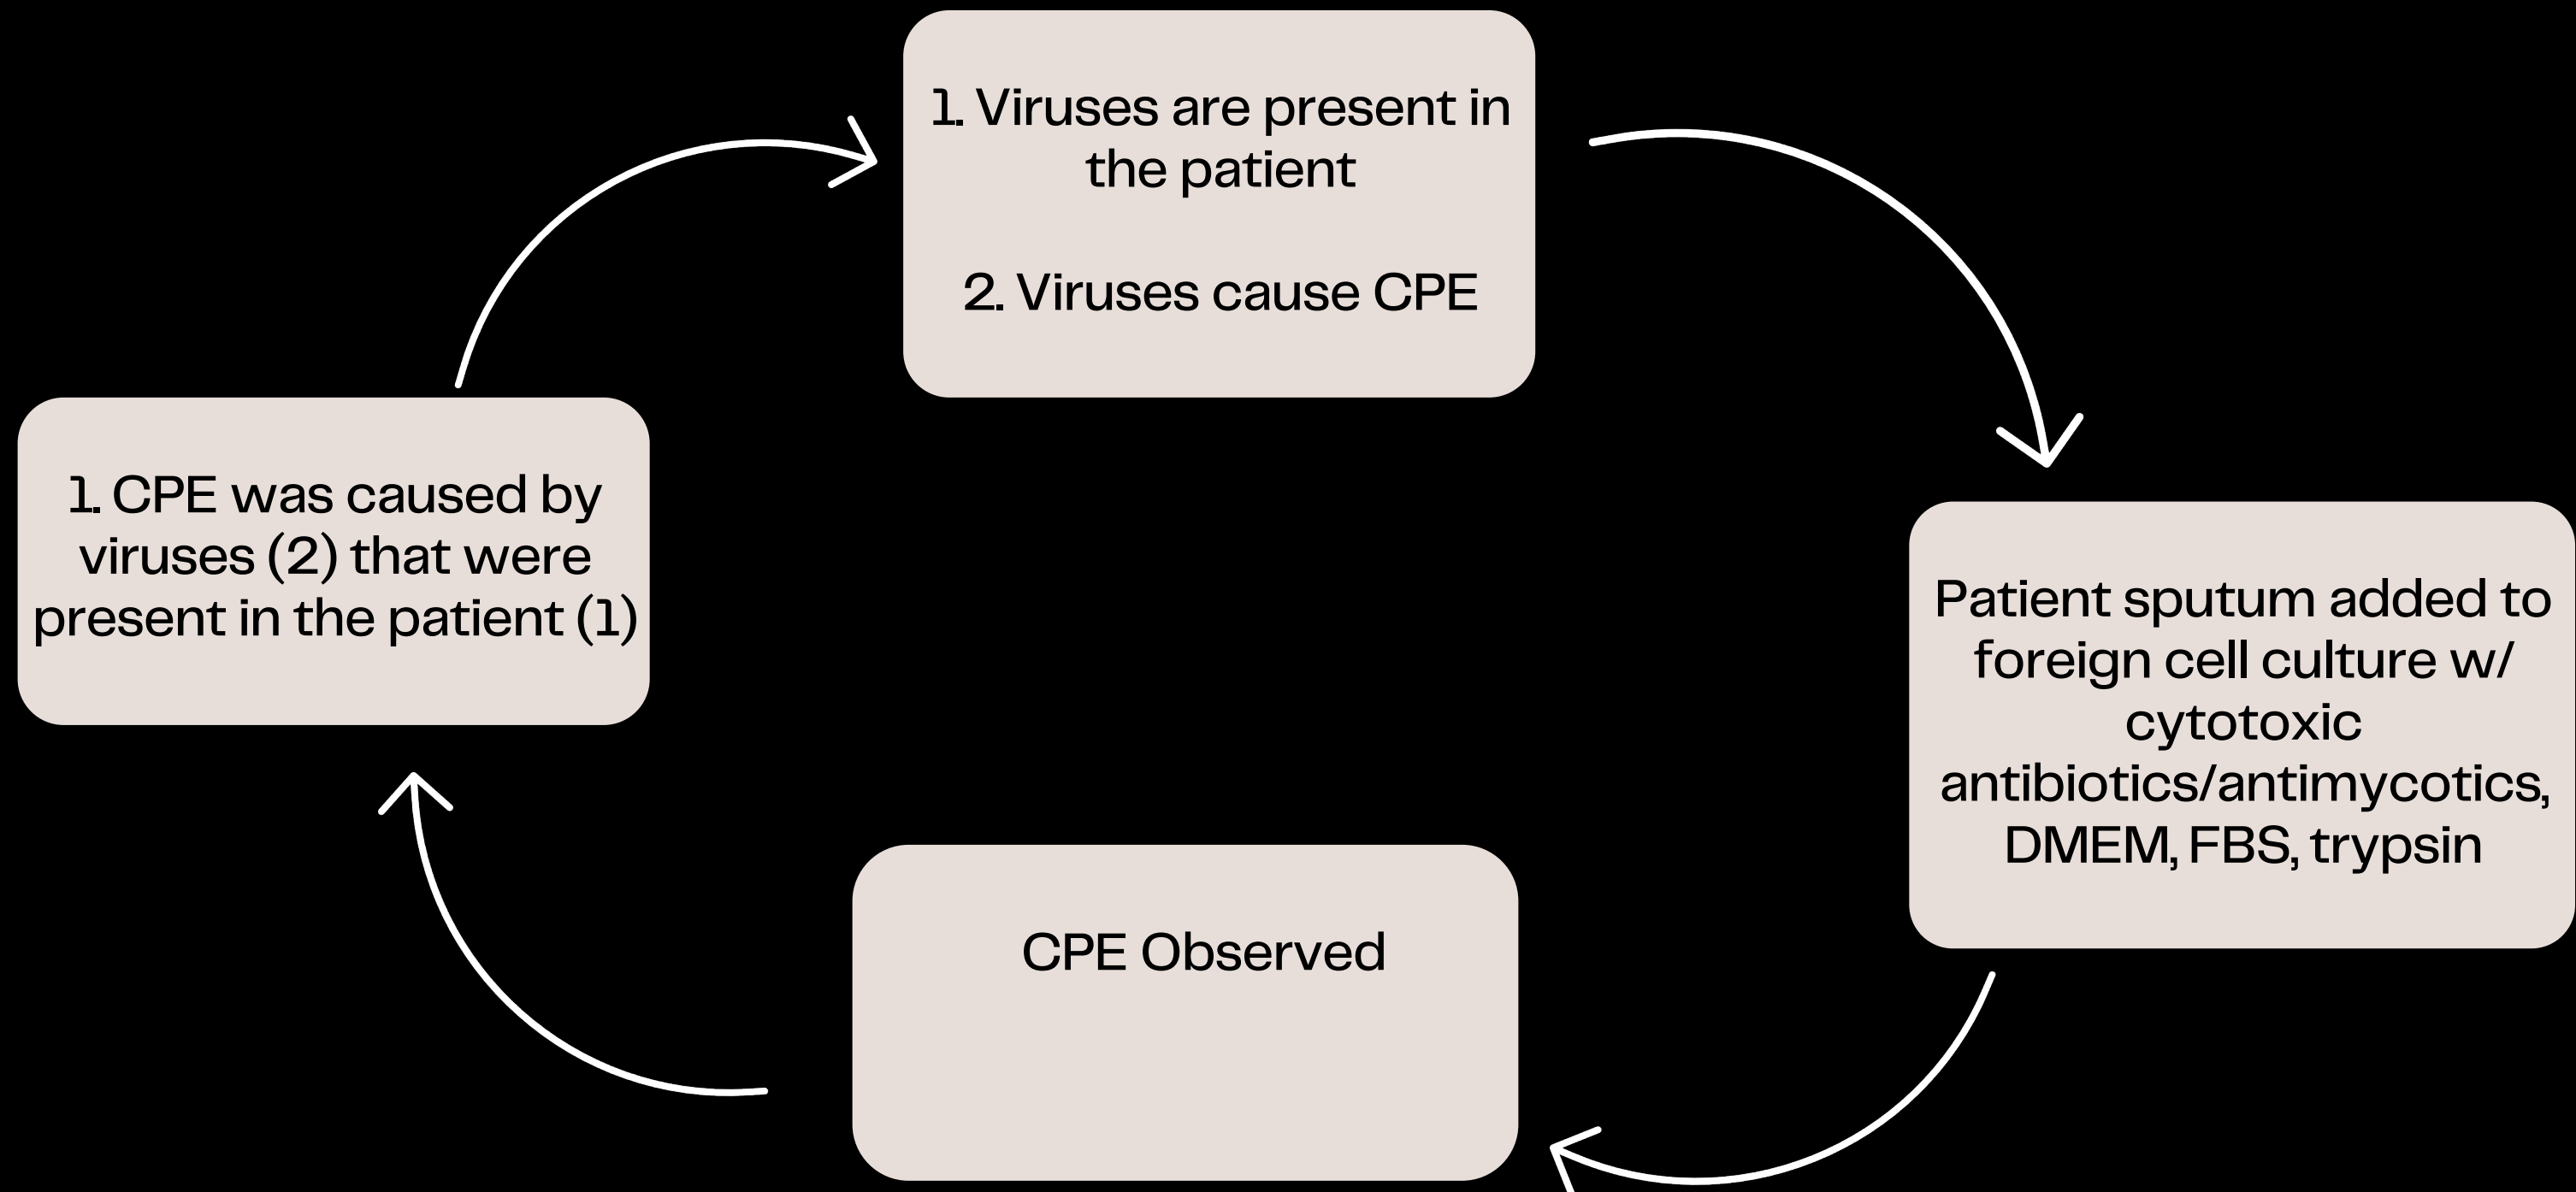 1. Viruses are present in
the patient
2. Viruses cause CPE
Patient sputum added to
foreign cell culture w/
cytotoxic
antibiotics/antimycotics,
DMEM, FBS, trypsin
CPE Observed
1. CPE was caused by
viruses (2) that were
present in the patient (1)